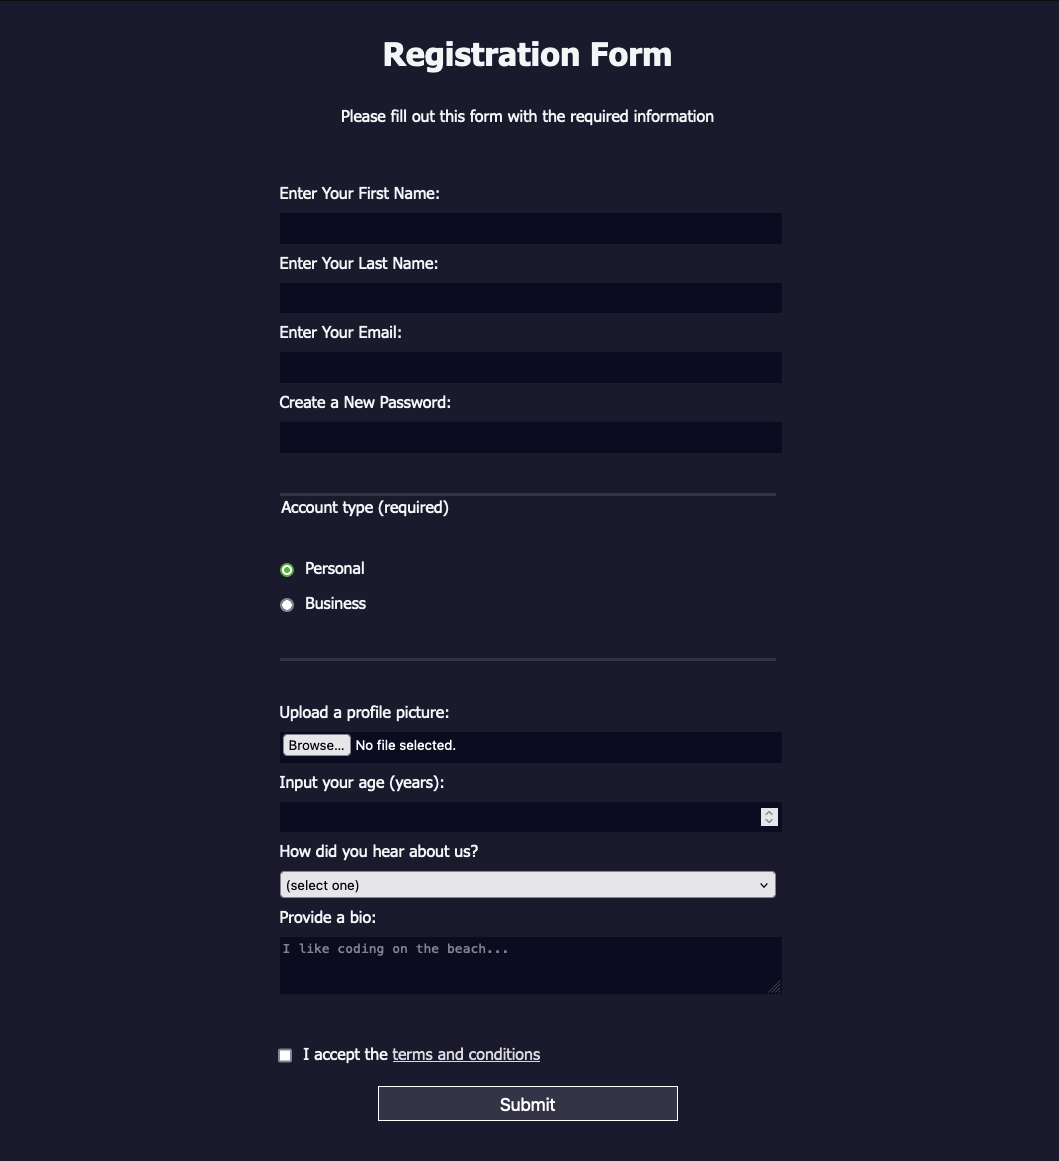 Registration Form
Please fill out this form with the required information
Enter Your First Name:
Enter Your Last Name:
Enter Your Email:
Create a New Password:
Account type (required)
Personal
Business
Upload a profile picture:
Browse... No file selected.
Input your age (years):
How did you hear about us?
(select one)
Provide a bio:
I like coding on the beach...
I accept the terms and conditions
Submit